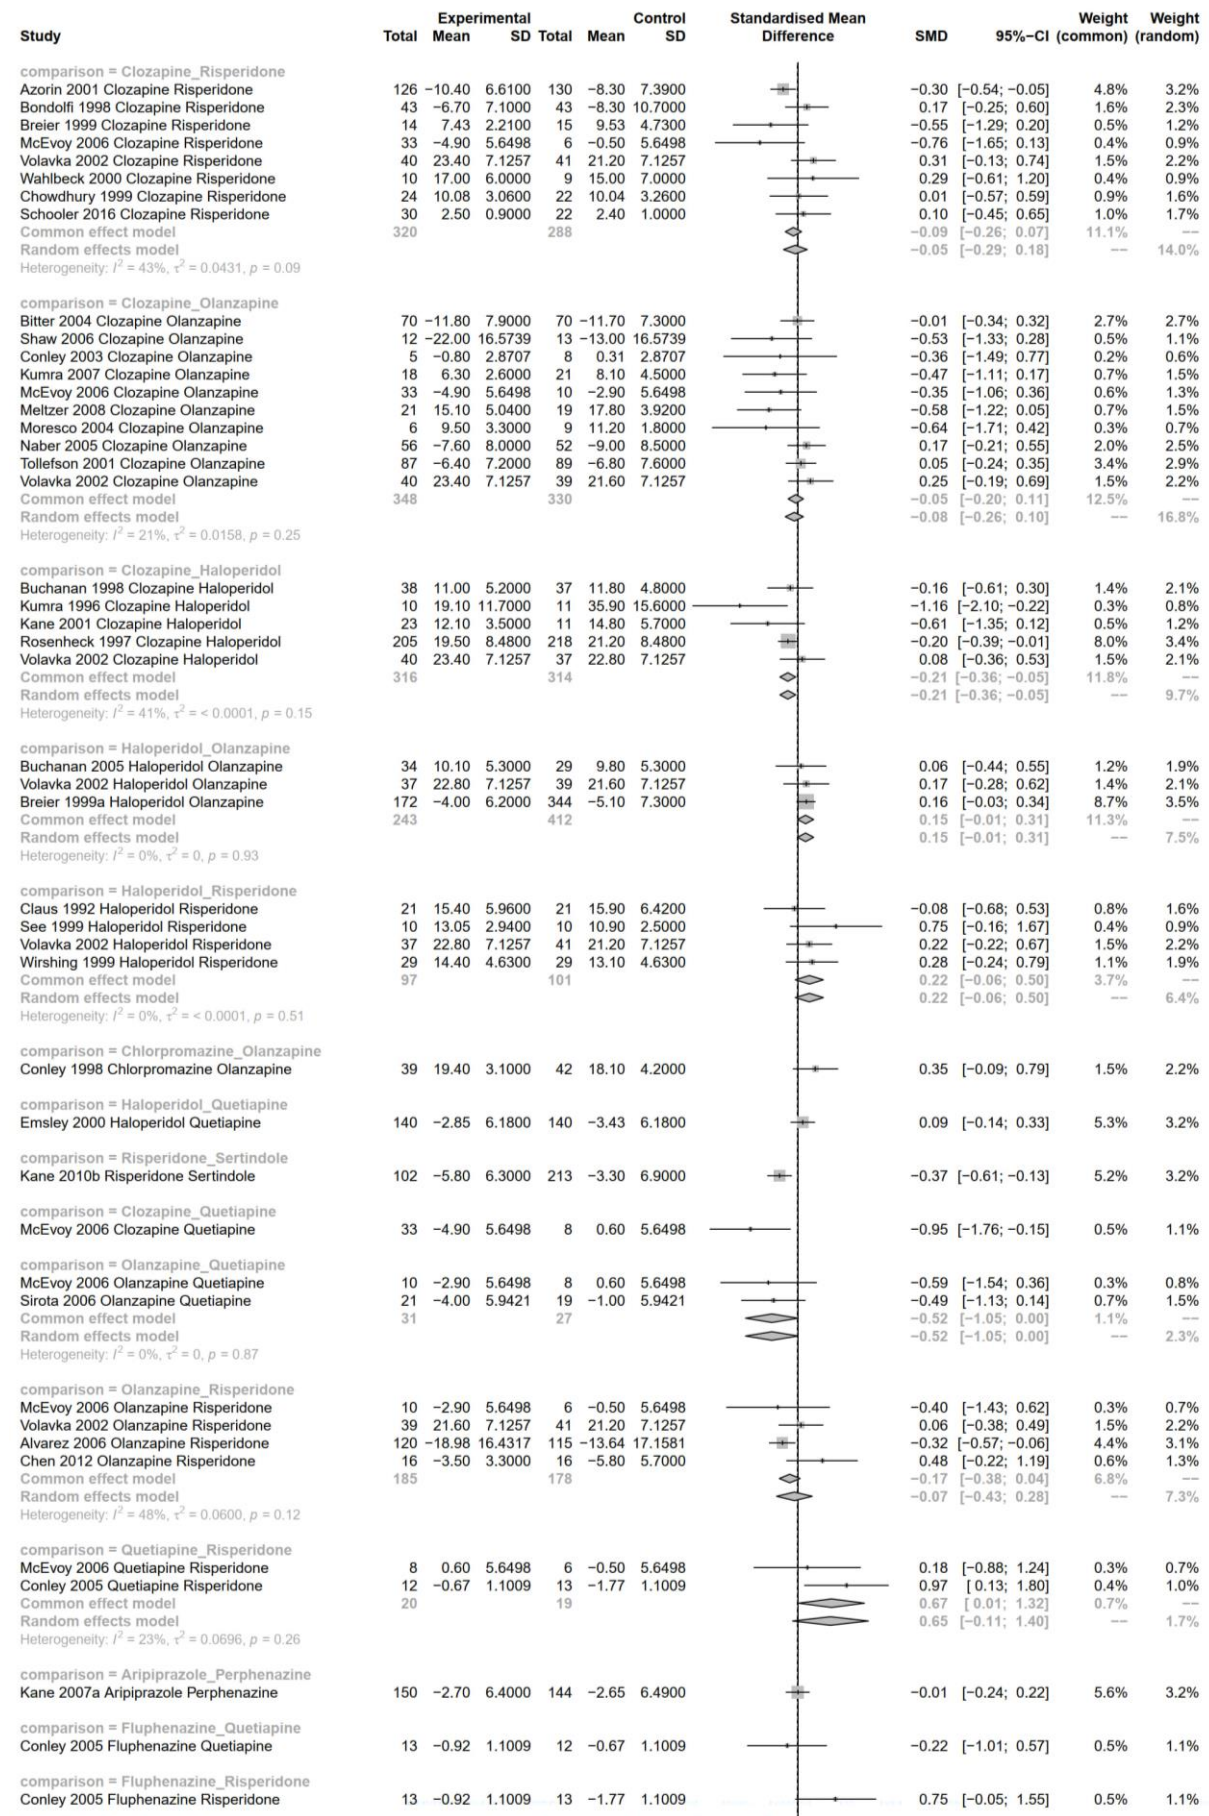 Experimental Control Standardised Mean Weight Weight
Study Total Mean SD Total Mean SD Difference SMD 95%−CI (common) (random)
comparison = Clozapine_Risperidone
Azorin 2001 Clozapine Risperidone 126 −10.40 6.6100 130 −8.30 7.3900 −0.30 [−0.54; −0.05] 4.8% 3.2%
Bondolfi 1998 Clozapine Risperidone 43 −6.70 7.1000 43 −8.30 10.7000 0.17 [−0.25; 0.60] 1.6% 2.3%
Breier 1999 Clozapine Risperidone 14 7.43 2.2100 15 9.53 4.7300 −0.55 [−1.29; 0.20] 0.5% 1.2%
McEvoy 2006 Clozapine Risperidone 33 −4.90 5.6498 6 −0.50 5.6498 −0.76 [−1.65; 0.13] 0.4% 0.9%
Volavka 2002 Clozapine Risperidone 40 23.40 7.1257 41 21.20 7.1257 0.31 [−0.13; 0.74] 1.5% 2.2%
Wahlbeck 2000 Clozapine Risperidone 10 17.00 6.0000 9 15.00 7.0000 0.29 [−0.61; 1.20] 0.4% 0.9%
Chowdhury 1999 Clozapine Risperidone 24 10.08 3.0600 22 10.04 3.2600 0.01 [−0.57; 0.59] 0.9% 1.6%
Schooler 2016 Clozapine Risperidone 30 2.50 0.9000 22 2.40 1.0000 0.10 [−0.45; 0.65] 1.0% 1.7%
Common effect model 320 288 −0.09 [−0.26; 0.07] 11.1% −−
Random effects model −0.05 [−0.29; 0.18] −− 14.0%
Heterogeneity: I² = 43%, τ² = 0.0431, p = 0.09
comparison = Clozapine_Olanzapine
Bitter 2004 Clozapine Olanzapine 70 −11.80 7.9000 70 −11.70 7.3000 −0.01 [−0.34; 0.32] 2.7% 2.7%
Shaw 2006 Clozapine Olanzapine 12 −22.00 16.5739 13 −13.00 16.5739 −0.53 [−1.33; 0.28] 0.5% 1.1%
Conley 2003 Clozapine Olanzapine 5 −0.80 2.8707 8 0.31 2.8707 −0.36 [−1.49; 0.77] 0.2% 0.6%
Kumra 2007 Clozapine Olanzapine 18 6.30 2.6000 21 8.10 4.5000 −0.47 [−1.11; 0.17] 0.7% 1.5%
McEvoy 2006 Clozapine Olanzapine 33 −4.90 5.6498 10 −2.90 5.6498 −0.35 [−1.06; 0.36] 0.6% 1.3%
Meltzer 2008 Clozapine Olanzapine 21 15.10 5.0400 19 17.80 3.9200 −0.58 [−1.22; 0.05] 0.7% 1.5%
Moresco 2004 Clozapine Olanzapine 6 9.50 3.3000 9 11.20 1.8000 −0.64 [−1.71; 0.42] 0.3% 0.7%
Naber 2005 Clozapine Olanzapine 56 −7.60 8.0000 52 −9.00 8.5000 0.17 [−0.21; 0.55] 2.0% 2.5%
Tollefson 2001 Clozapine Olanzapine 87 −6.40 7.2000 89 −6.80 7.6000 0.05 [−0.24; 0.35] 3.4% 2.9%
Volavka 2002 Clozapine Olanzapine 40 23.40 7.1257 39 21.60 7.1257 0.25 [−0.19; 0.69] 1.5% 2.2%
Common effect model 348 330 −0.05 [−0.20; 0.11] 12.5% −−
Random effects model −0.08 [−0.26; 0.10] −− 16.8%
Heterogeneity: I² = 21%, τ² = 0.0158, p = 0.25
comparison = Clozapine_Haloperidol
Buchanan 1998 Clozapine Haloperidol 38 11.00 5.2000 37 11.80 4.8000 −0.16 [−0.61; 0.30] 1.4% 2.1%
Kumra 1996 Clozapine Haloperidol 10 19.10 11.7000 11 35.90 15.6000 −1.16 [−2.10; −0.22] 0.3% 0.8%
Kane 2001 Clozapine Haloperidol 23 12.10 3.5000 11 14.80 5.7000 −0.61 [−1.35; 0.12] 0.5% 1.2%
Rosenheck 1997 Clozapine Haloperidol 205 19.50 8.4800 218 21.20 8.4800 −0.20 [−0.39; −0.01] 8.0% 3.4%
Volavka 2002 Clozapine Haloperidol 40 23.40 7.1257 37 22.80 7.1257 0.08 [−0.36; 0.53] 1.5% 2.1%
Common effect model 316 314 −0.21 [−0.36; −0.05] 11.8% −−
Random effects model −0.21 [−0.36; −0.05] −− 9.7%
Heterogeneity: I² = 41%, τ² = < 0.0001, p = 0.15
comparison = Haloperidol_Olanzapine
Buchanan 2005 Haloperidol Olanzapine 34 10.10 5.3000 29 9.80 5.3000 0.06 [−0.44; 0.55] 1.2% 1.9%
Volavka 2002 Haloperidol Olanzapine 37 22.80 7.1257 39 21.60 7.1257 0.17 [−0.28; 0.62] 1.4% 2.1%
Breier 1999a Haloperidol Olanzapine 172 −4.00 6.2000 344 −5.10 7.3000 0.16 [−0.03; 0.34] 8.7% 3.5%
Common effect model 243 412 0.15 [−0.01; 0.31] 11.3% −−
Random effects model 0.15 [−0.01; 0.31] −− 7.5%
Heterogeneity: I² = 0%, τ² = 0, p = 0.93
comparison = Haloperidol_Risperidone
Claus 1992 Haloperidol Risperidone 21 15.40 5.9600 21 15.90 6.4200 −0.08 [−0.68; 0.53] 0.8% 1.6%
See 1999 Haloperidol Risperidone 10 13.05 2.9400 10 10.90 2.5000 0.75 [−0.16; 1.67] 0.4% 0.9%
Volavka 2002 Haloperidol Risperidone 37 22.80 7.1257 41 21.20 7.1257 0.22 [−0.22; 0.67] 1.5% 2.2%
Wirshing 1999 Haloperidol Risperidone 29 14.40 4.6300 29 13.10 4.6300 0.28 [−0.24; 0.79] 1.1% 1.9%
Common effect model 97 101 0.22 [−0.06; 0.50] 3.7% −−
Random effects model 0.22 [−0.06; 0.50] −− 6.4%
Heterogeneity: I² = 0%, τ² = < 0.0001, p = 0.51
comparison = Chlorpromazine_Olanzapine
Conley 1998 Chlorpromazine Olanzapine 39 19.40 3.1000 42 18.10 4.2000 0.35 [−0.09; 0.79] 1.5% 2.2%
comparison = Haloperidol_Quetiapine
Emsley 2000 Haloperidol Quetiapine 140 −2.85 6.1800 140 −3.43 6.1800 0.09 [−0.14; 0.33] 5.3% 3.2%
comparison = Risperidone_Sertindole
Kane 2010b Risperidone Sertindole 102 −5.80 6.3000 213 −3.30 6.9000 −0.37 [−0.61; −0.13] 5.2% 3.2%
comparison = Clozapine_Quetiapine
McEvoy 2006 Clozapine Quetiapine 33 −4.90 5.6498 8 0.60 5.6498 −0.95 [−1.76; −0.15] 0.5% 1.1%
comparison = Olanzapine_Quetiapine
McEvoy 2006 Olanzapine Quetiapine 10 −2.90 5.6498 8 0.60 5.6498 −0.59 [−1.54; 0.36] 0.3% 0.8%
Sirota 2006 Olanzapine Quetiapine 21 −4.00 5.9421 19 −1.00 5.9421 −0.49 [−1.13; 0.14] 0.7% 1.5%
Common effect model 31 27 −0.52 [−1.05; 0.00] 1.1% −−
Random effects model −0.52 [−1.05; 0.00] −− 2.3%
Heterogeneity: I² = 0%, τ² = 0, p = 0.87
comparison = Olanzapine_Risperidone
McEvoy 2006 Olanzapine Risperidone 10 −2.90 5.6498 6 −0.50 5.6498 −0.40 [−1.43; 0.62] 0.3% 0.7%
Volavka 2002 Olanzapine Risperidone 39 21.60 7.1257 41 21.20 7.1257 0.06 [−0.38; 0.49] 1.5% 2.2%
Alvarez 2006 Olanzapine Risperidone 120 −18.98 16.4317 115 −13.64 17.1581 −0.32 [−0.57; −0.06] 4.4% 3.1%
Chen 2012 Olanzapine Risperidone 16 −3.50 3.3000 16 −5.80 5.7000 0.48 [−0.22; 1.19] 0.6% 1.3%
Common effect model 185 178 −0.17 [−0.38; 0.04] 6.8% −−
Random effects model −0.07 [−0.43; 0.28] −− 7.3%
Heterogeneity: I² = 48%, τ² = 0.0600, p = 0.12
comparison = Quetiapine_Risperidone
McEvoy 2006 Quetiapine Risperidone 8 0.60 5.6498 6 −0.50 5.6498 0.18 [−0.88; 1.24] 0.3% 0.7%
Conley 2005 Quetiapine Risperidone 12 −0.67 1.1009 13 −1.77 1.1009 0.97 [ 0.13; 1.80] 0.4% 1.0%
Common effect model 20 19 0.67 [ 0.01; 1.32] 0.7% −−
Random effects model 0.65 [−0.11; 1.40] −− 1.7%
Heterogeneity: I² = 23%, τ² = 0.0696, p = 0.26
comparison = Aripiprazole_Perphenazine
Kane 2007a Aripiprazole Perphenazine 150 −2.70 6.4000 144 −2.65 6.4900 −0.01 [−0.24; 0.22] 5.6% 3.2%
comparison = Fluphenazine_Quetiapine
Conley 2005 Fluphenazine Quetiapine 13 −0.92 1.1009 12 −0.67 1.1009 −0.22 [−1.01; 0.57] 0.5% 1.1%
comparison = Fluphenazine_Risperidone
Conley 2005 Fluphenazine Risperidone 13 −0.92 1.1009 13 −1.77 1.1009 0.75 [−0.05; 1.55] 0.5% 1.1%